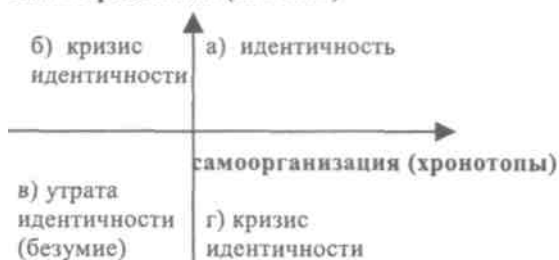 б) кризис
идентичности
а) идентичность
самоорганизация (хронотопы)
в) утрата
идентичности
(безумие)
г) кризис
идентичности